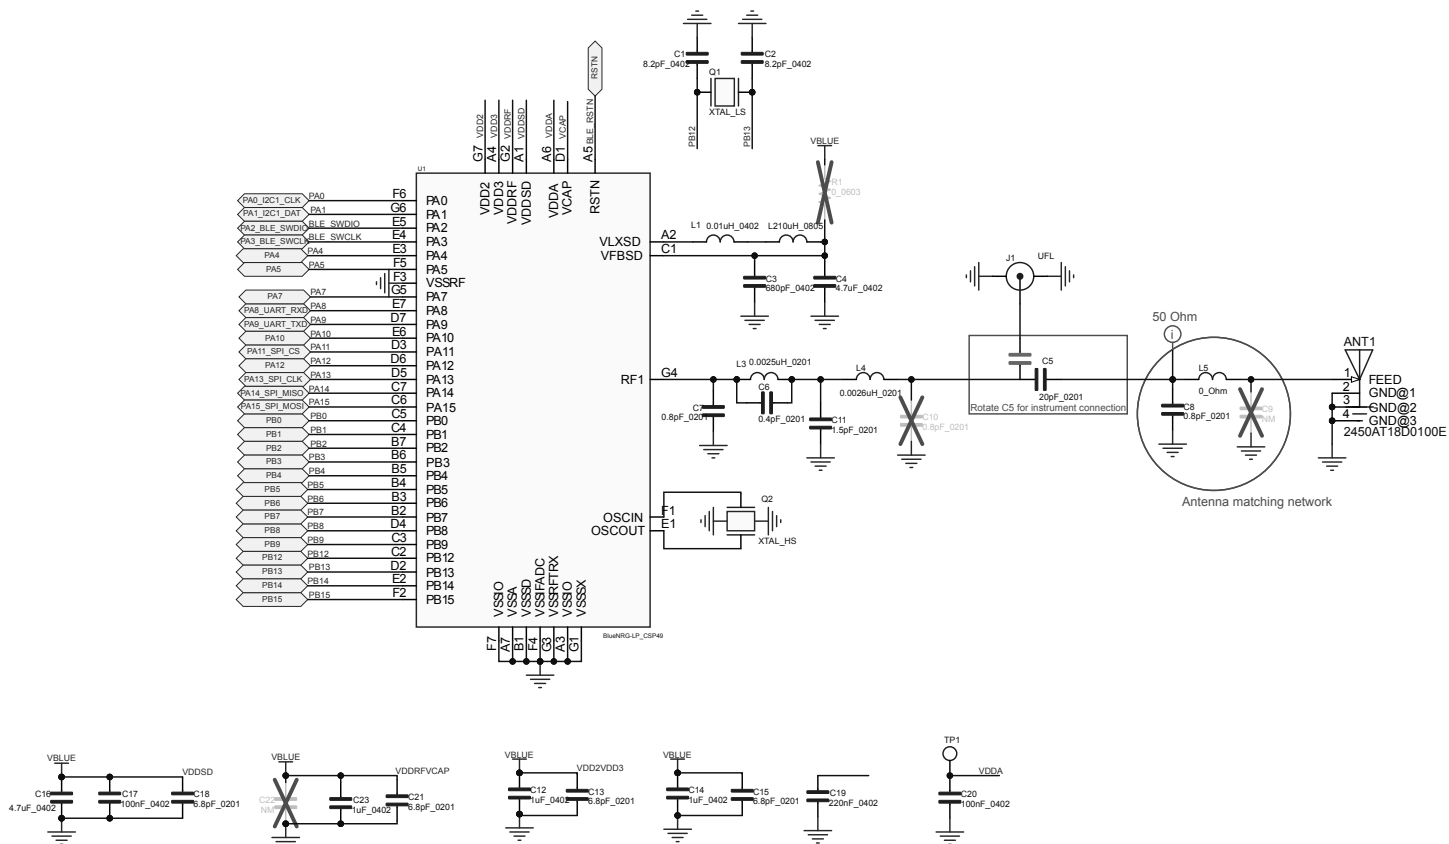 C1
8.2pF_0402
C2
8.2pF_0402
Q1
XTAL_LS
PB12
PB13
RSTN
G7 VDD2
A4 VDD3
G2 VDDRF
A1 VDDSD
A6 VDDA
D1 VCAP
A5 BLE_RSTN
VBLUE
R1
0_0603
U1
VDD2
VDD3
VDDRF
VDDSD
VDDA
VCAP
RSTN
PA0_I2C1_CLK PA0 F6 PA0
PA1_I2C1_DAT PA1 G6 PA1
PA2_BLE_SWDIO BLE_SWDIO E5 PA2
PA3_BLE_SWCLK BLE_SWCLK E4 PA3
PA4 PA4 E3 PA4
PA5 PA5 F5 PA5
F3 VSSRF
PA7 PA7 G5 PA7
PA8_UART_RXD PA8 E7 PA8
PA9_UART_TXD PA9 D7 PA9
PA10 PA10 E6 PA10
PA11_SPI_CS PA11 D3 PA11
PA12 PA12 D6 PA12
PA13_SPI_CLK PA13 D5 PA13
PA14_SPI_MISO PA14 C7 PA14
PA15_SPI_MOSI PA15 C6 PA15
PB0 PB0 C5 PB0
PB1 PB1 C4 PB1
PB2 PB2 B7 PB2
PB3 PB3 B6 PB3
PB4 PB4 B5 PB4
PB5 PB5 B4 PB5
PB6 PB6 B3 PB6
PB7 PB7 B2 PB7
PB8 PB8 D4 PB8
PB9 PB9 C3 PB9
PB12 PB12 C2 PB12
PB13 PB13 D2 PB13
PB14 PB14 E2 PB14
PB15 PB15 F2 PB15
VLXSD A2
VFBSD C1
L1 0.01uH_0402
L2 10uH_0805
C3
680pF_0402
C4
4.7uF_0402
RF1 G4
C7
0.8pF_0201
L3 0.0025uH_0201
C6
0.4pF_0201
C11
1.5pF_0201
L4
0.0026uH_0201
C10
0.8pF_0201
J1 UFL
C5
20pF_0201
Rotate C5 for instrument connection
50 Ohm
i
L5
0_Ohm
C8
0.8pF_0201
C9
NM
Antenna matching network
ANT1
1 FEED
2 GND@1
3 GND@2
4 GND@3
2450AT18D0100E
OSCIN F1
OSCOUT E1
Q2
XTAL_HS
VSSIO
VSSA
VSSSD
VSSIFADC
VSSRFTRX
VSSIO
VSSSX
F7
A7
B1
F4
G3
A3
G1
BlueNRG-LP_CSP49
VBLUE
VDDSD
C16
4.7uF_0402
C17
100nF_0402
C18
6.8pF_0201
VBLUE
VDDRFVCAP
C22
NM
C23
1uF_0402
C21
6.8pF_0201
VBLUE
VDD2VDD3
C12
1uF_0402
C13
6.8pF_0201
VBLUE
C14
1uF_0402
C15
6.8pF_0201
C19
220nF_0402
TP1
VDDA
C20
100nF_0402